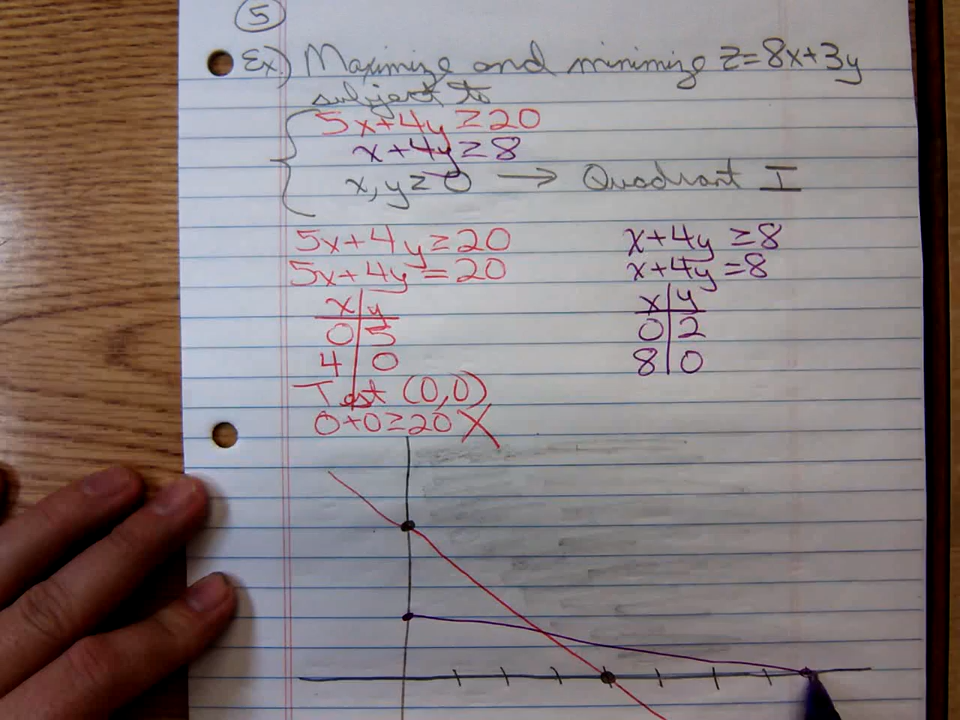 5
Ex.) Maximize and minimize z=8x+3y
subject to
5x+4y≥20
x+4y≥8
x,y≥0 → Quadrant I
5x+4y≥20
5x+4y=20
x y
0 5
4 0
Test (0,0)
0+0≥20 X
x+4y≥8
x+4y=8
x y
0 2
8 0